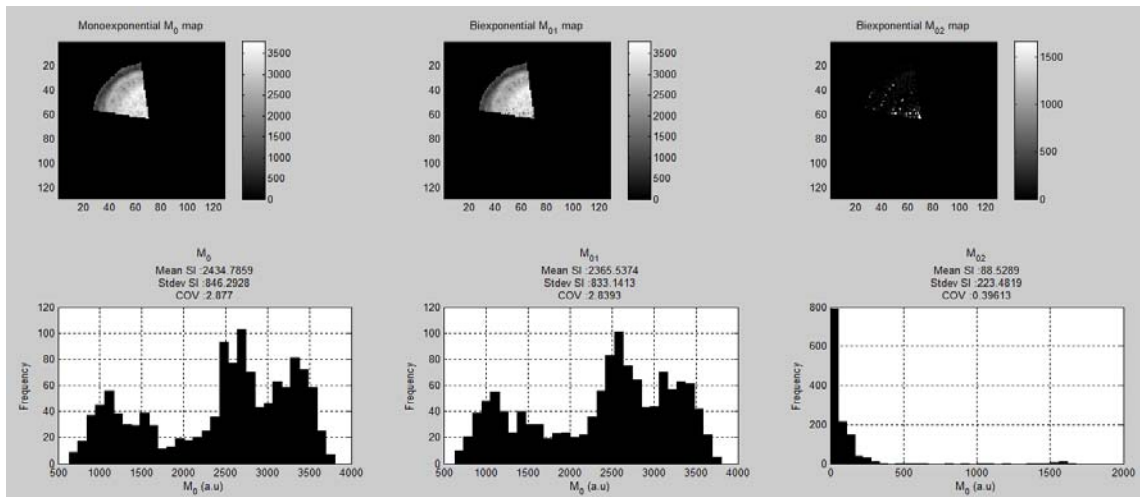 Monoexponential M0 map
20
40
60
80
100
120
20 40 60 80 100 120
3500
3000
2500
2000
1500
1000
500
0
Biexponential M01 map
20
40
60
80
100
120
20 40 60 80 100 120
3500
3000
2500
2000
1500
1000
500
0
Biexponential M02 map
20
40
60
80
100
120
20 40 60 80 100 120
1500
1000
500
0
M0
Mean SI :2434.7859
Stdev SI :846.2928
COV :2.877
Frequency
120
100
80
60
40
20
0
500 1000 1500 2000 2500 3000 3500 4000
M0 (a.u)
M01
Mean SI :2365.5374
Stdev SI :833.1413
COV :2.8393
Frequency
120
100
80
60
40
20
0
500 1000 1500 2000 2500 3000 3500 4000
M0 (a.u)
M02
Mean SI :88.5289
Stdev SI :223.4819
COV :0.39613
Frequency
800
600
400
200
0
0 500 1000 1500 2000
M0 (a.u)